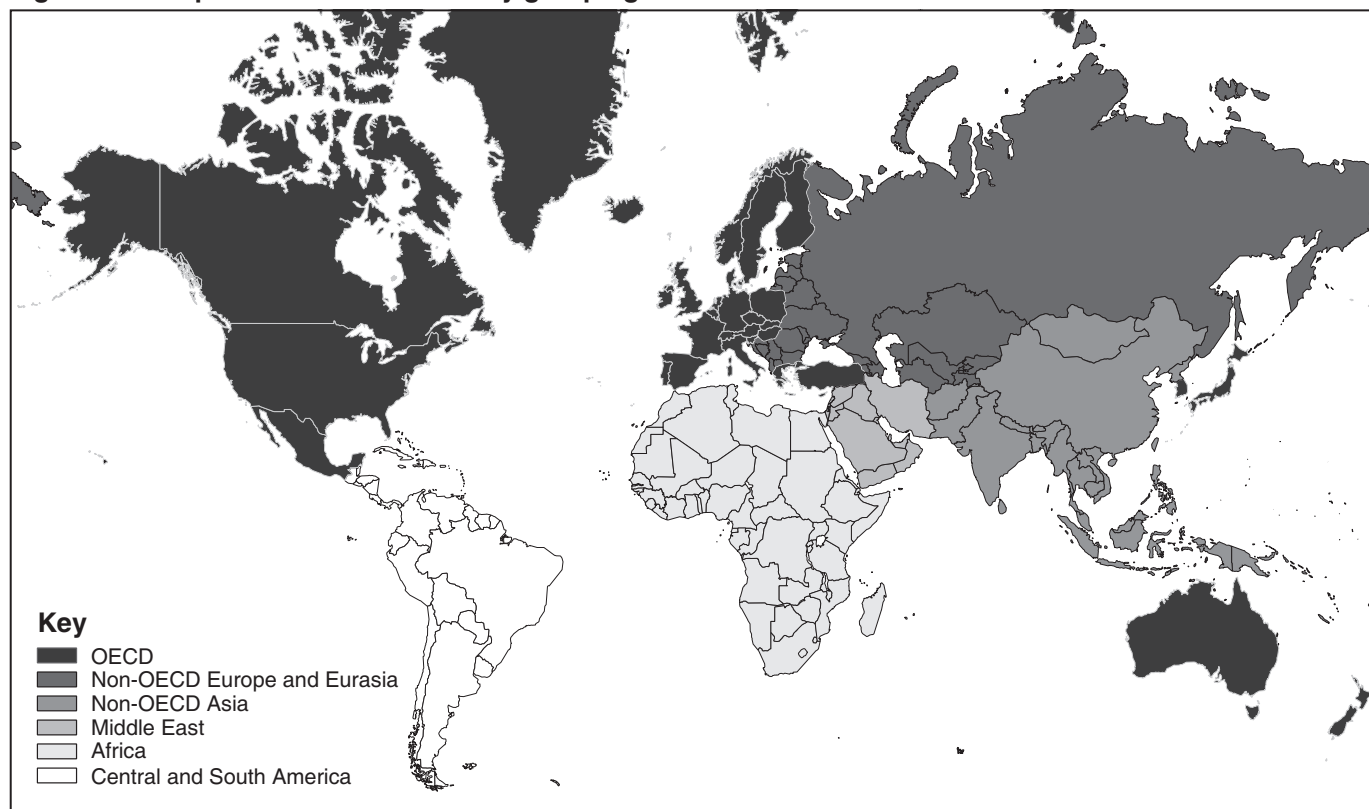 Key
OECD
Non-OECD Europe and Eurasia
Non-OECD Asia
Middle East
Africa
Central and South America